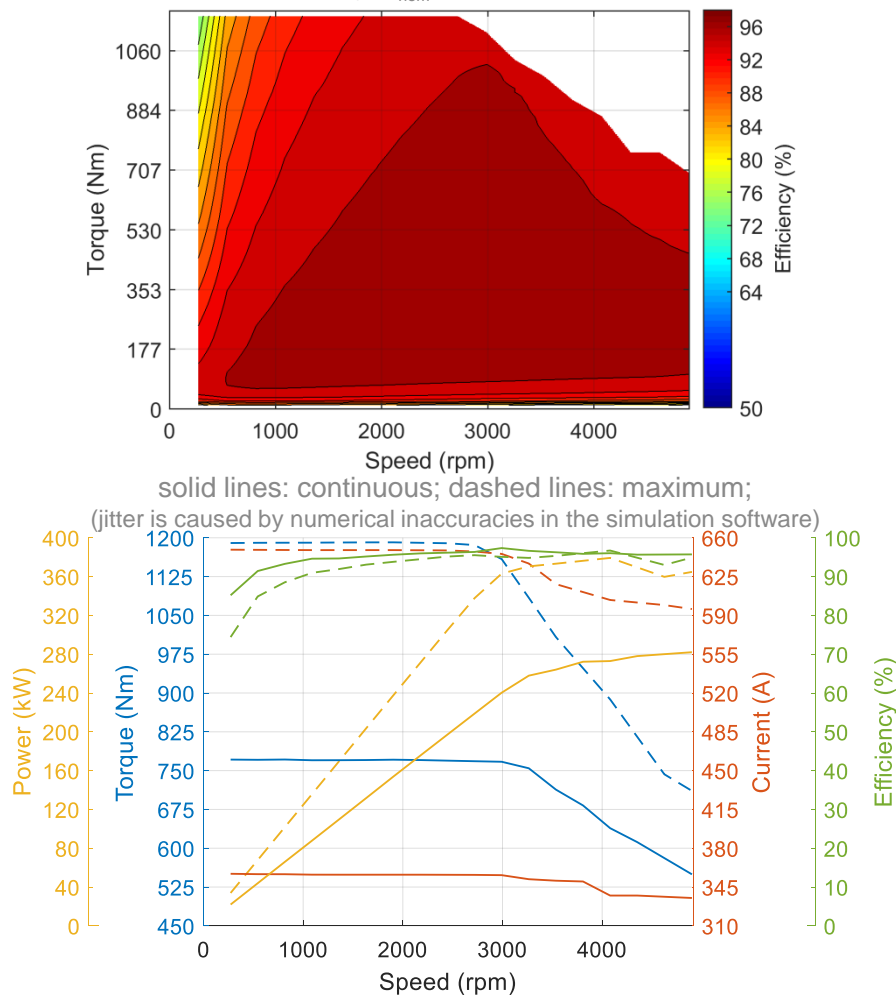 1060
884
707
530
353
177
0
Torque (Nm)
0 1000 2000 3000 4000
Speed (rpm)
96
92
88
84
80
76
72
68
64
50
Efficiency (%)
solid lines: continuous; dashed lines: maximum;
(jitter is caused by numerical inaccuracies in the simulation software)
400 1200 660 100
360 1125 625 90
320 1050 590 80
280 975 555 70
240 900 520 60
200 825 485 50
160 750 450 40
120 675 415 30
80 600 380 20
40 525 345 10
0 450 310 0
Power (kW)
Torque (Nm)
Current (A)
Efficiency (%)
0 1000 2000 3000 4000
Speed (rpm)